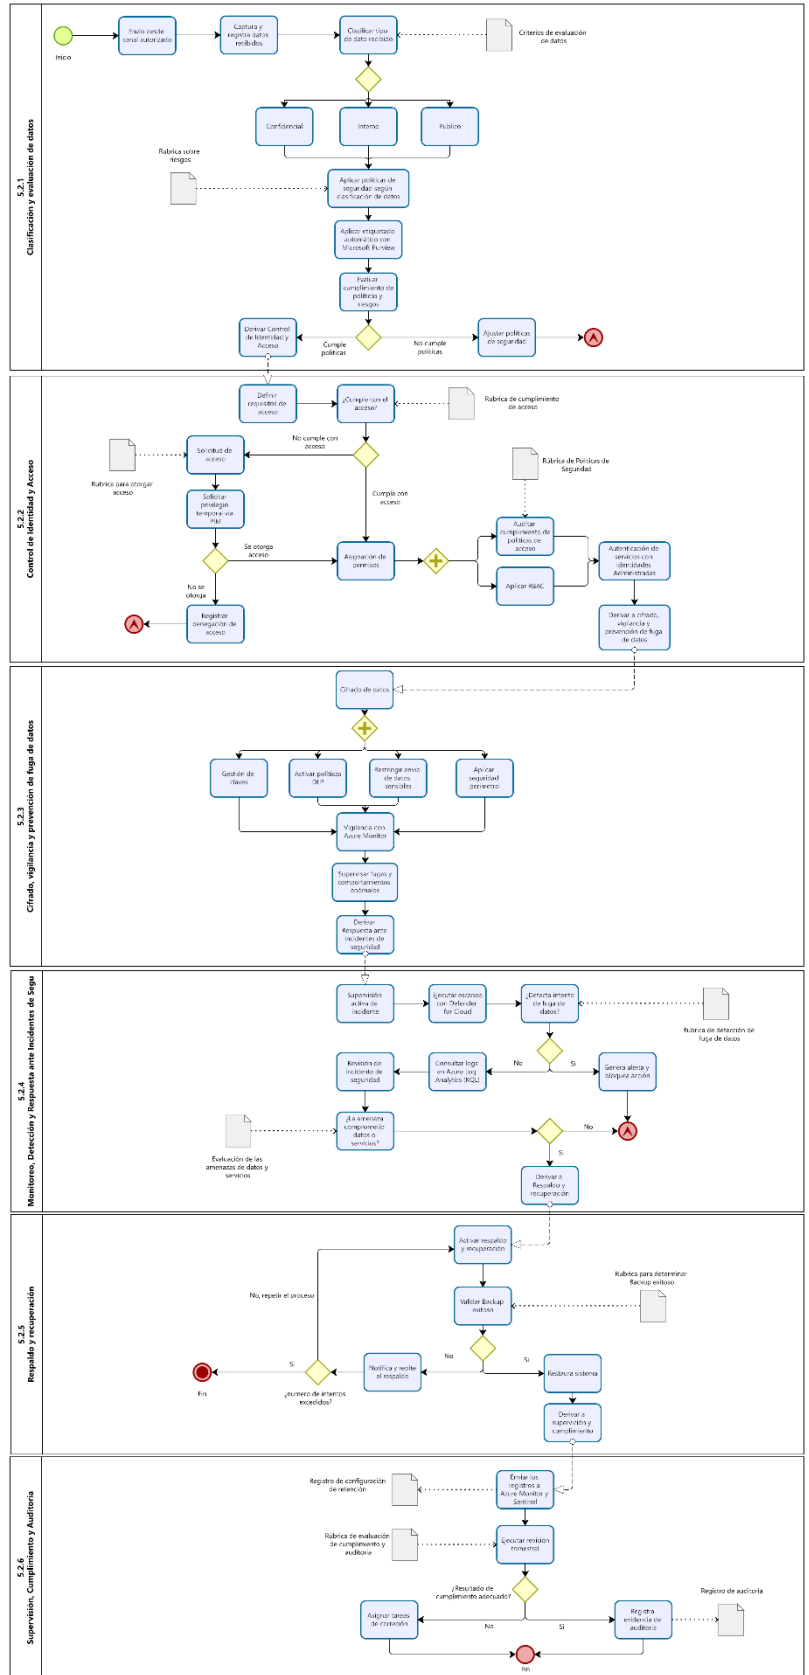 5.2.1
Clasificación y evaluación de datos
Inicio
Envío desde
canal autorizado
Captura y
registra datos
recibidos
Clasificar tipo
de dato recibido
Criterios de evaluación
de datos
Confidencial
Interno
Publico
Rubrica sobre
riesgos
Aplicar políticas de
seguridad según
clasificación de datos
Aplicar etiquetado
automático con
Microsoft Purview
Evaluar
cumplimiento de
políticas y
riesgos
Derivar Control
de Identidad y
Acceso
Cumple
políticas
No cumple
políticas
Ajustar políticas
de seguridad
5.2.2
Control de Identidad y Acceso
Definir
requisitos de
acceso
¿Cumple con el
acceso?
Rubrica de cumplimiento
de acceso
No cumple con
acceso
Solicitud de
acceso
Rubrica para otorgar
acceso
Rúbrica de Políticas de
Seguridad
Solicitar
privilegio
temporal vía
PIM
Cumple con
acceso
Se otorga
acceso
Asignación de
permisos
Auditar
cumplimiento de
políticas de
acceso
Aplicar RBAC
Autenticación de
servicios con
Identidades
Administradas
No se
otorga
Registrar
denegación de
acceso
Derivar a cifrado,
vigilancia y
prevención de fuga
de datos
5.2.3
Cifrado, vigilancia y prevención de fuga de datos
Cifrado de datos
Gestión de
claves
Activar políticas
DLP
Restringir envío
de datos
sensibles
Aplicar
seguridad
perimetral
Vigilancia con
Azure Monitor
Supervisar fugas y
comportamientos
anómalos
Derivar
Respuesta ante
incidentes de
seguridad
5.2.4
Monitoreo, Detección y Respuesta ante Incidentes de Segu
Supervisión
activa de
incidente
Ejecutar escaneo
con Defender
for Cloud
¿Detecta intento
de fuga de
datos?
Rubrica de detección de
fuga de datos
No
Si
Revisión de
incidente de
seguridad
Consultar logs
en Azure Log
Analytics (KQL)
Genera alerta y
bloquea acción
¿La amenaza
comprometió
datos o
servicios?
No
Si
Evaluación de las
amenazas de datos y
servicios
Derivar a
Respaldo y
recuperación
5.2.5
Respaldo y recuperación
Activar respaldo
y recuperación
No, repetir el proceso
Rubrica para determinar
Backup exitoso
Validar Backup
exitoso
No
Si
Si
Notifica y repite
el respaldo
Restaura sistema
Fin
¿numero de intentos
excedidos?
Derivar a
supervición y
cumplimiento
5.2.6
Supervisión, Cumplimiento y Auditoria
Registro de configuración
de retención
Enviar los
registros a
Azure Monitor y
Sentinel
Rúbrica de evaluación
de cumplimiento y
auditoria
Ejecutar revisión
trimestral
¿Resultado de
cumplimiento adecuado?
Registro de auditoria
Asignar tareas
de correción
No
Si
Registra
evidencia de
auditoria
Fin